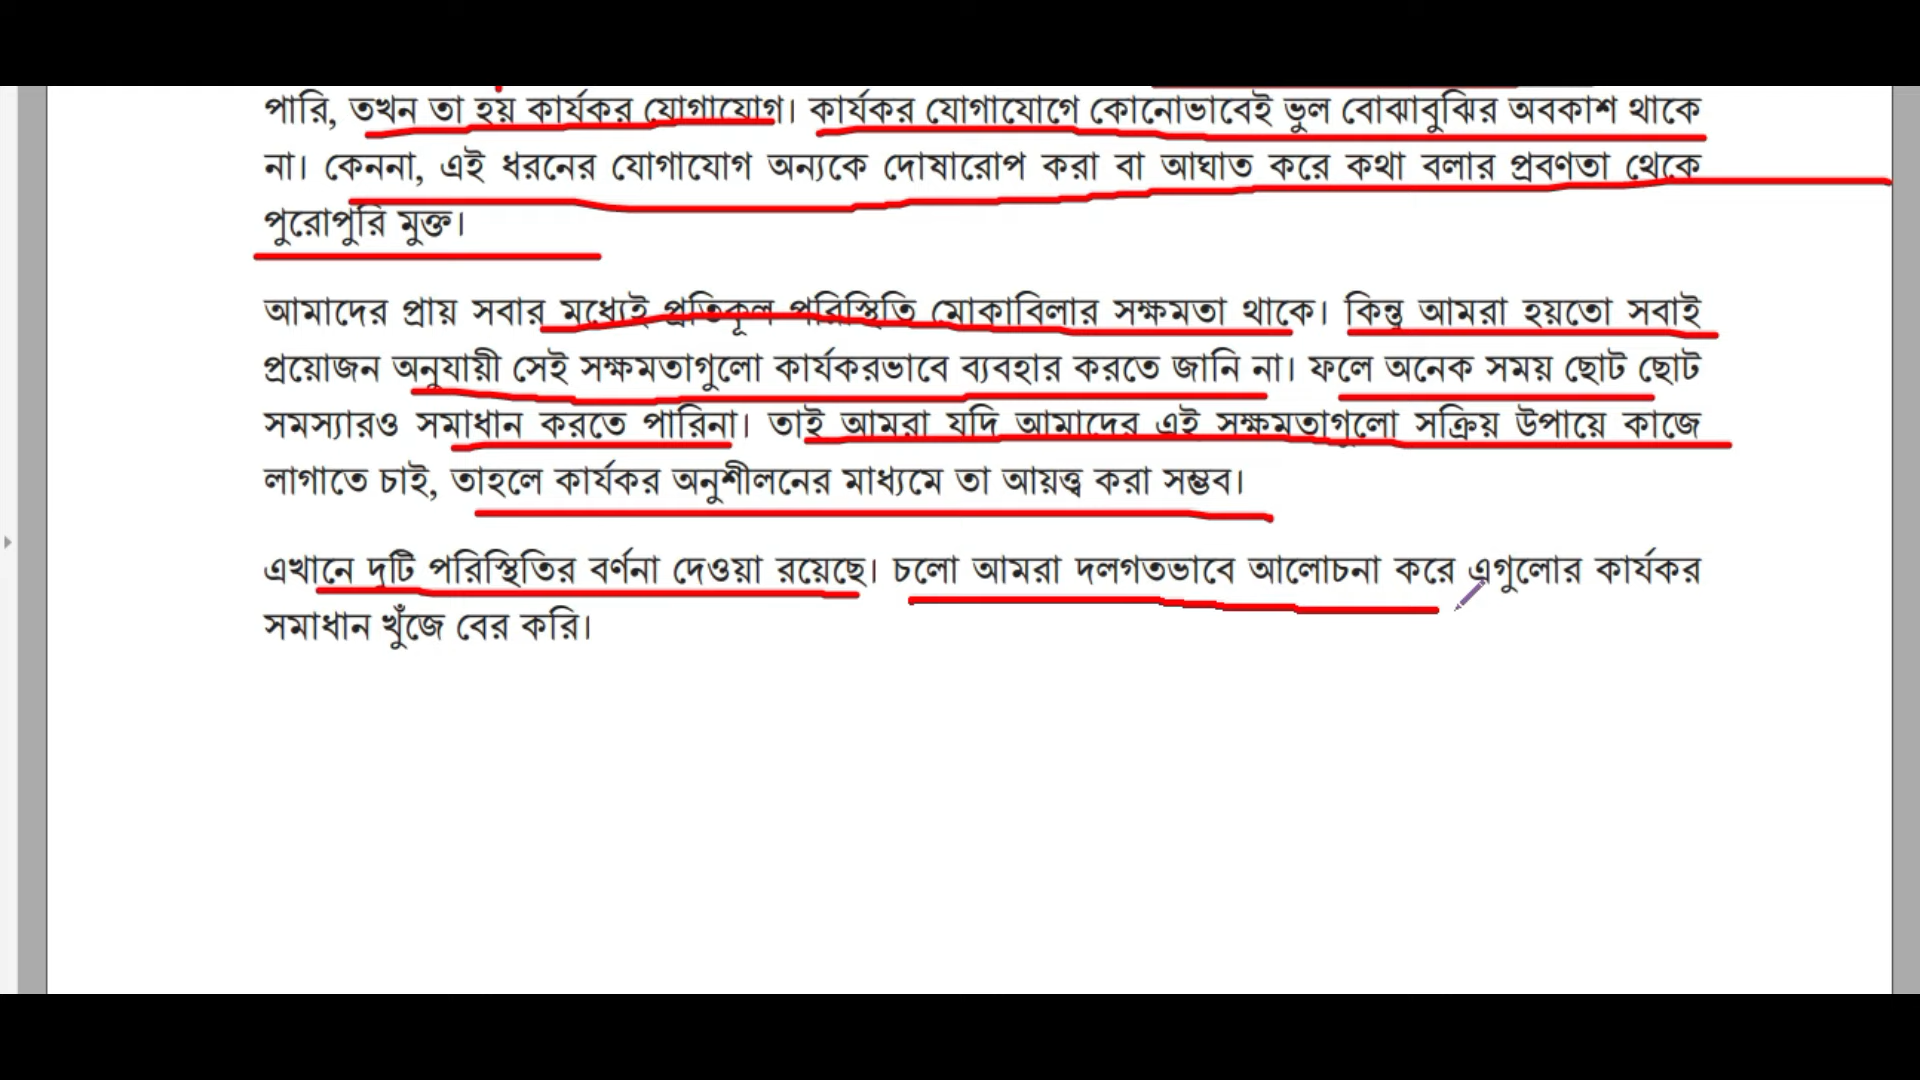 পারি, তখন তা হয় কার্যকর যোগাযোগ। কার্যকর যোগাযোগে কোনোভাবেই ভুল বোঝাবুঝির অবকাশ থাকে
না। কেননা, এই ধরনের যোগাযোগ অন্যকে দোষারোপ করা বা আঘাত করে কথা বলার প্রবণতা থেকে
পুরোপুরি মুক্ত।
আমাদের প্রায় সবার মধ্যেই প্রতিকূল পরিস্থিতি মোকাবিলার সক্ষমতা থাকে। কিন্তু আমরা হয়তো সবাই
প্রয়োজন অনুযায়ী সেই সক্ষমতাগুলো কার্যকরভাবে ব্যবহার করতে জানি না। ফলে অনেক সময় ছোট ছোট
সমস্যারও সমাধান করতে পারিনা। তাই আমরা যদি আমাদের এই সক্ষমতাগুলো সক্রিয় উপায়ে কাজে
লাগাতে চাই, তাহলে কার্যকর অনুশীলনের মাধ্যমে তা আয়ত্ত্ব করা সম্ভব।
এখানে দুটি পরিস্থিতির বর্ণনা দেওয়া রয়েছে। চলো আমরা দলগতভাবে আলোচনা করে এগুলোর কার্যকর
সমাধান খুঁজে বের করি।